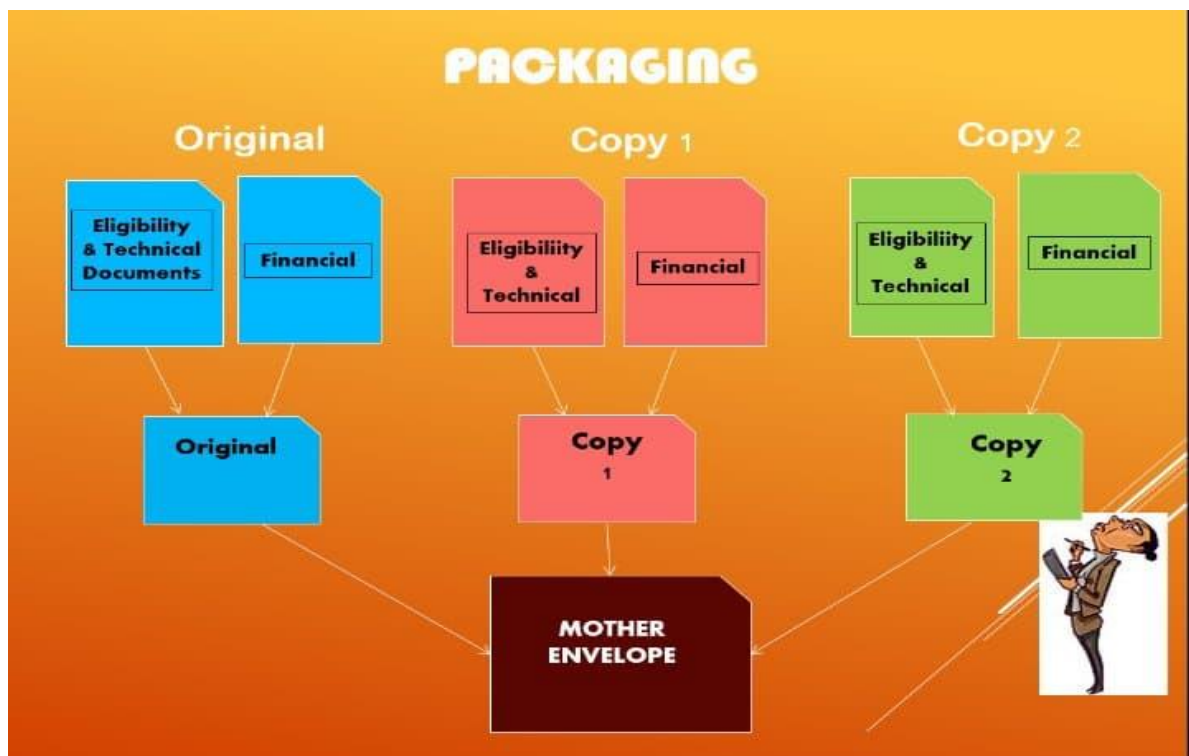 PACKAGING
Original
Copy 1
Copy 2
Eligibility
& Technical
Documents
Financial
Eligibiliity
&
Technical
Financial
Eligibiliity
&
Technical
Financial
Original
Copy
1
Copy
2
MOTHER
ENVELOPE